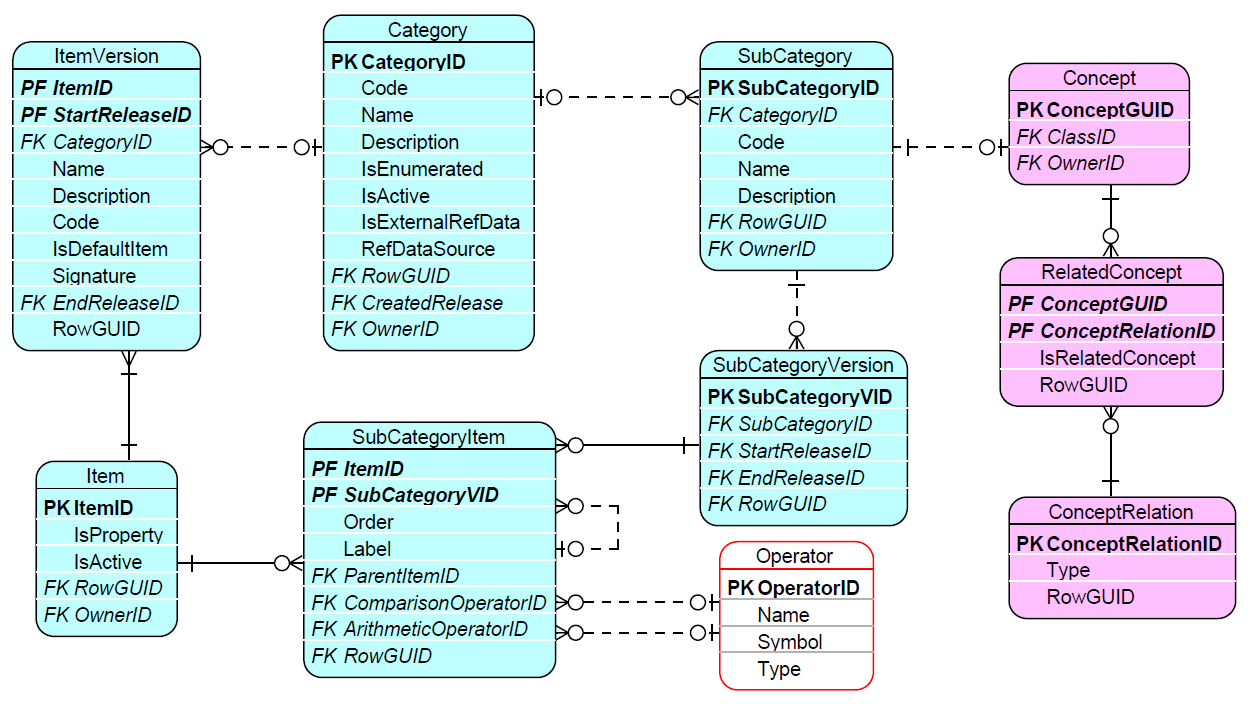 ItemVersion
PF ItemID
PF StartReleaseID
FK CategoryID
Name
Description
Code
IsDefaultItem
Signature
FK EndReleaseID
RowGUID
Category
PK CategoryID
Code
Name
Description
IsEnumerated
IsActive
IsExternalRefData
RefDataSource
FK RowGUID
FK CreatedRelease
FK OwnerID
SubCategory
PK SubCategoryID
FK CategoryID
Code
Name
Description
FK RowGUID
FK OwnerID
Concept
PK ConceptGUID
FK ClassID
FK OwnerID
RelatedConcept
PF ConceptGUID
PF ConceptRelationID
IsRelatedConcept
RowGUID
SubCategoryVersion
PK SubCategoryVID
FK SubCategoryID
FK StartReleaseID
FK EndReleaseID
FK RowGUID
SubCategoryItem
PF ItemID
PF SubCategoryVID
Order
Label
FK ParentItemID
FK ComparisonOperatorID
FK ArithmeticOperatorID
FK RowGUID
Item
PK ItemID
IsProperty
IsActive
FK RowGUID
FK OwnerID
Operator
PK OperatorID
Name
Symbol
Type
ConceptRelation
PK ConceptRelationID
Type
RowGUID